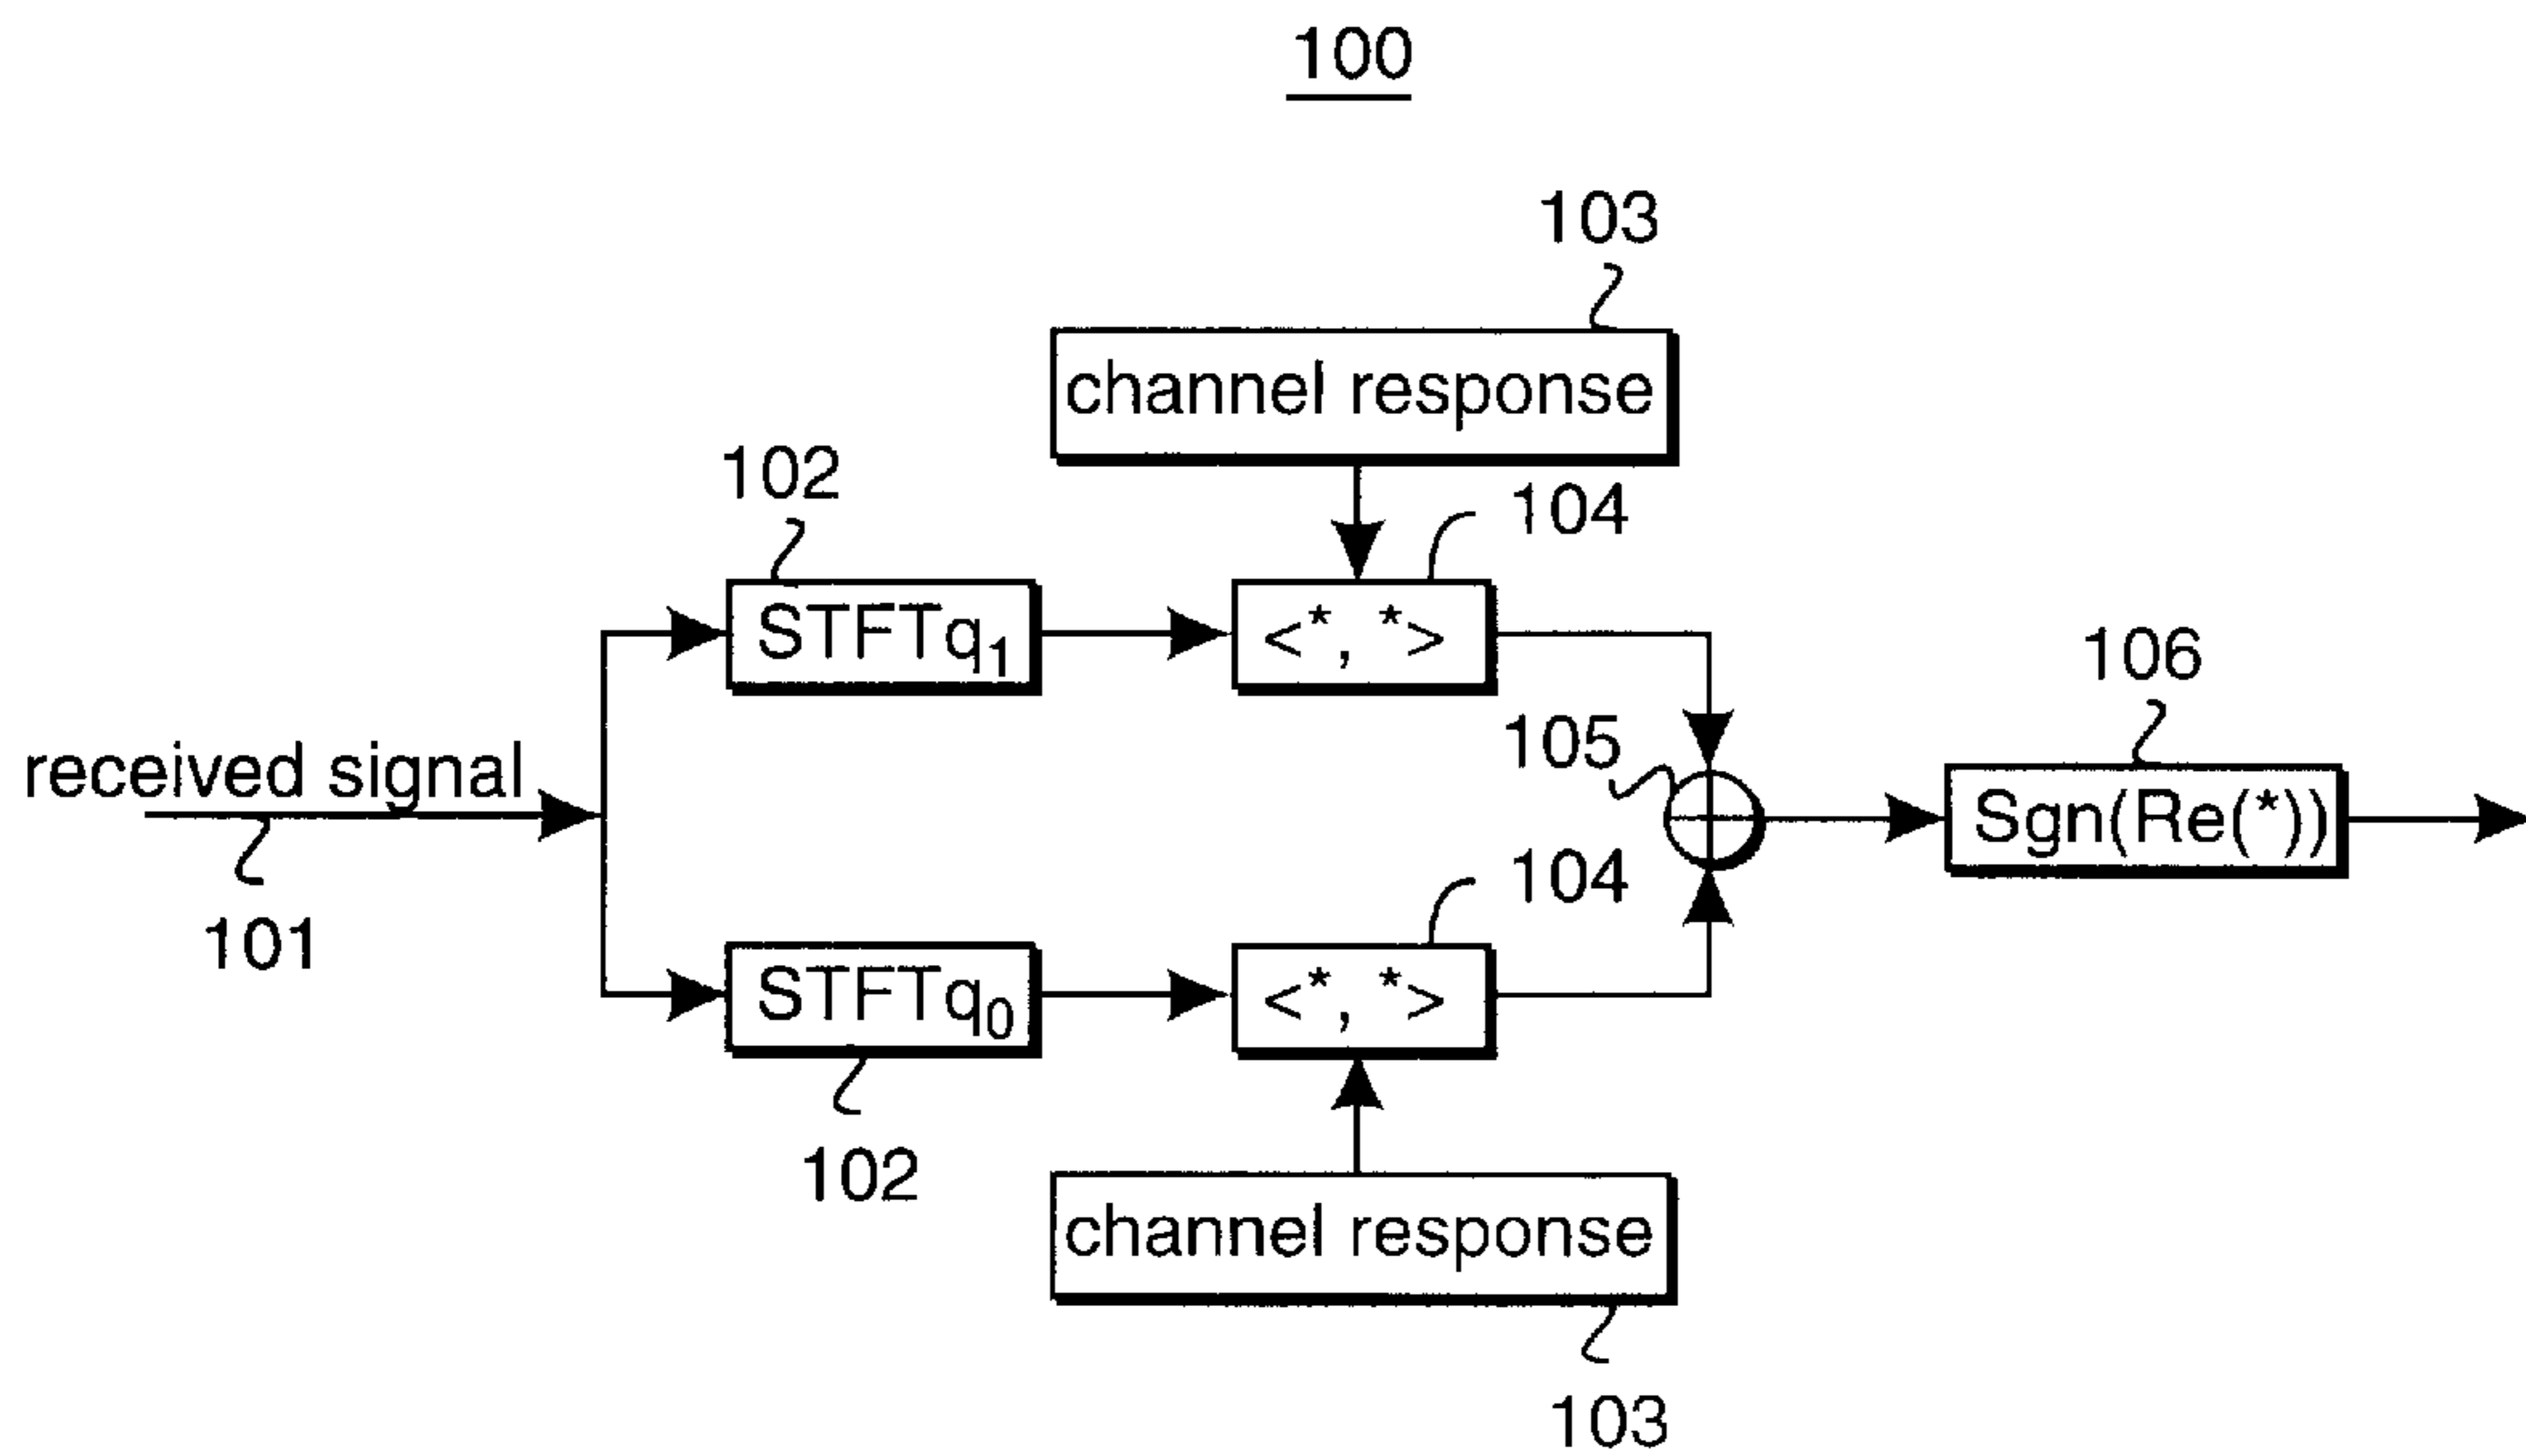 100
103
channel response
102
104
STFTq₁
<*, *>
106
105
received signal
Sgn(Re(*))
101
104
STFTq₀
<*, *>
102
channel response
103